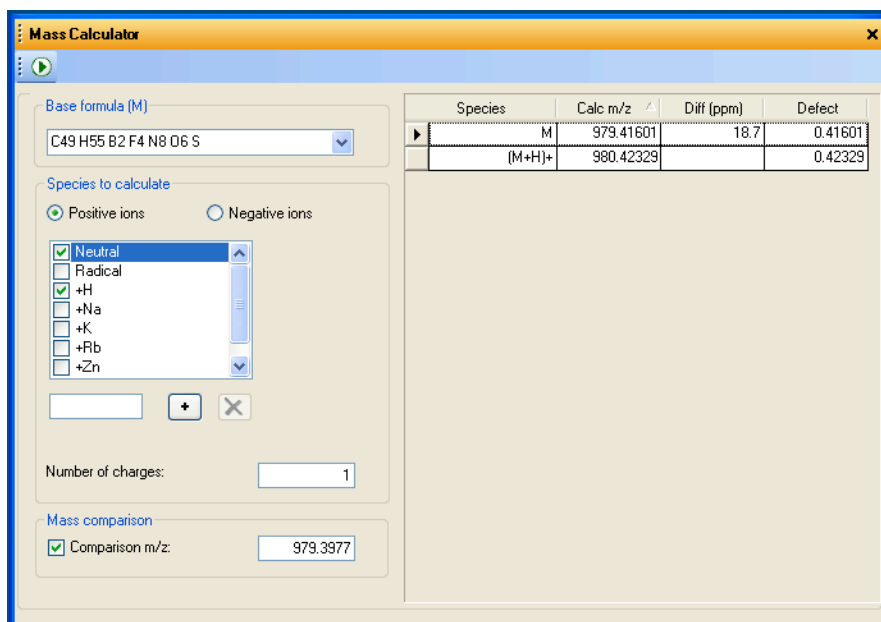 Mass Calculator
Base formula (M)
C49 H55 B2 F4 N8 O6 S
Species to calculate
Positive ions
Negative ions
Neutral
Radical
+H
+Na
+K
+Rb
+Zn
+
Number of charges:
1
Mass comparison
Comparison m/z:
979.3977
Species Calc m/z Diff (ppm) Defect
M 979.41601 18.7 0.41601
(M+H)+ 980.42329 0.42329